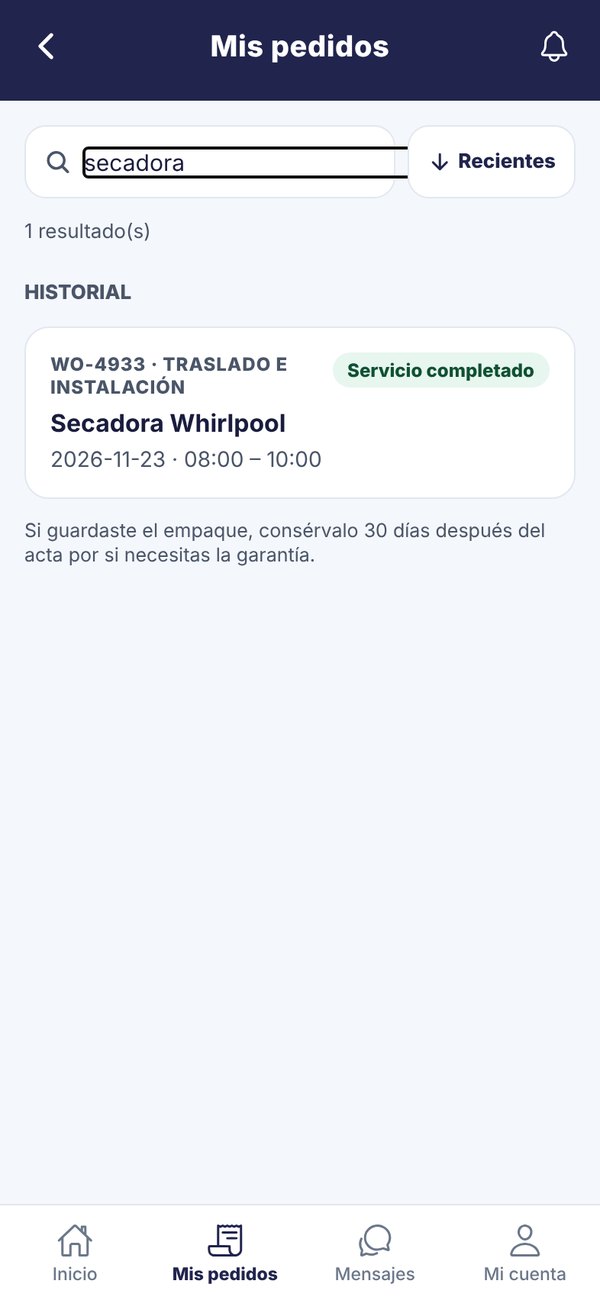 Mis pedidos
secadora
Recientes
1 resultado(s)
HISTORIAL
WO-4933 · TRASLADO E
INSTALACIÓN
Servicio completado
Secadora Whirlpool
2026-11-23 · 08:00 – 10:00
Si guardaste el empaque, consérvalo 30 días después del
acta por si necesitas la garantía.
Inicio
Mis pedidos
Mensajes
Mi cuenta